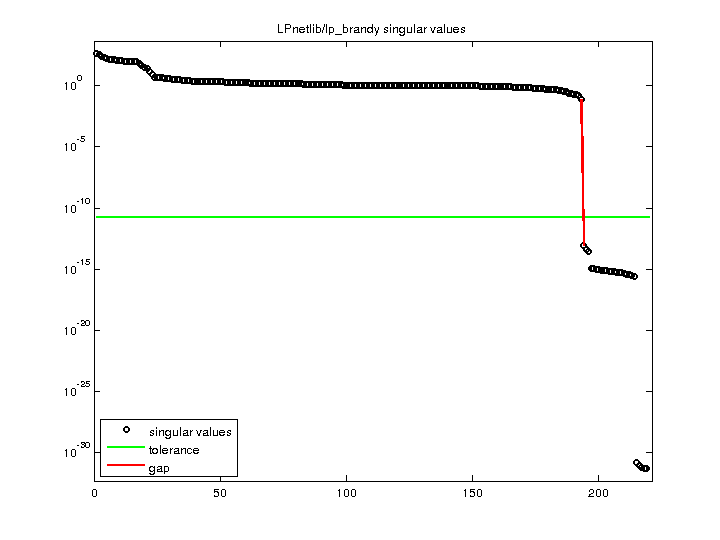 LPnetlib/lp_brandy singular values
10^0
10^-5
10^-10
10^-15
10^-20
10^-25
10^-30
singular values
tolerance
gap
0 50 100 150 200